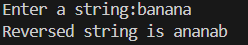 Enter a string:banana
Reversed string is ananab